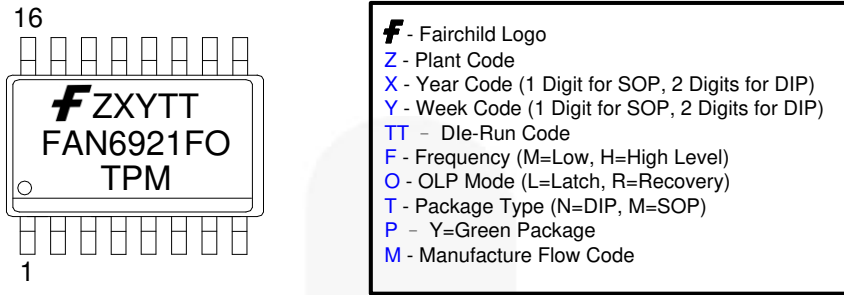 16
ZXYTT
FAN6921FO
TPM
1
- Fairchild Logo
Z - Plant Code
X - Year Code (1 Digit for SOP, 2 Digits for DIP)
Y - Week Code (1 Digit for SOP, 2 Digits for DIP)
TT - DIe-Run Code
F - Frequency (M=Low, H=High Level)
O - OLP Mode (L=Latch, R=Recovery)
T - Package Type (N=DIP, M=SOP)
P - Y=Green Package
M - Manufacture Flow Code